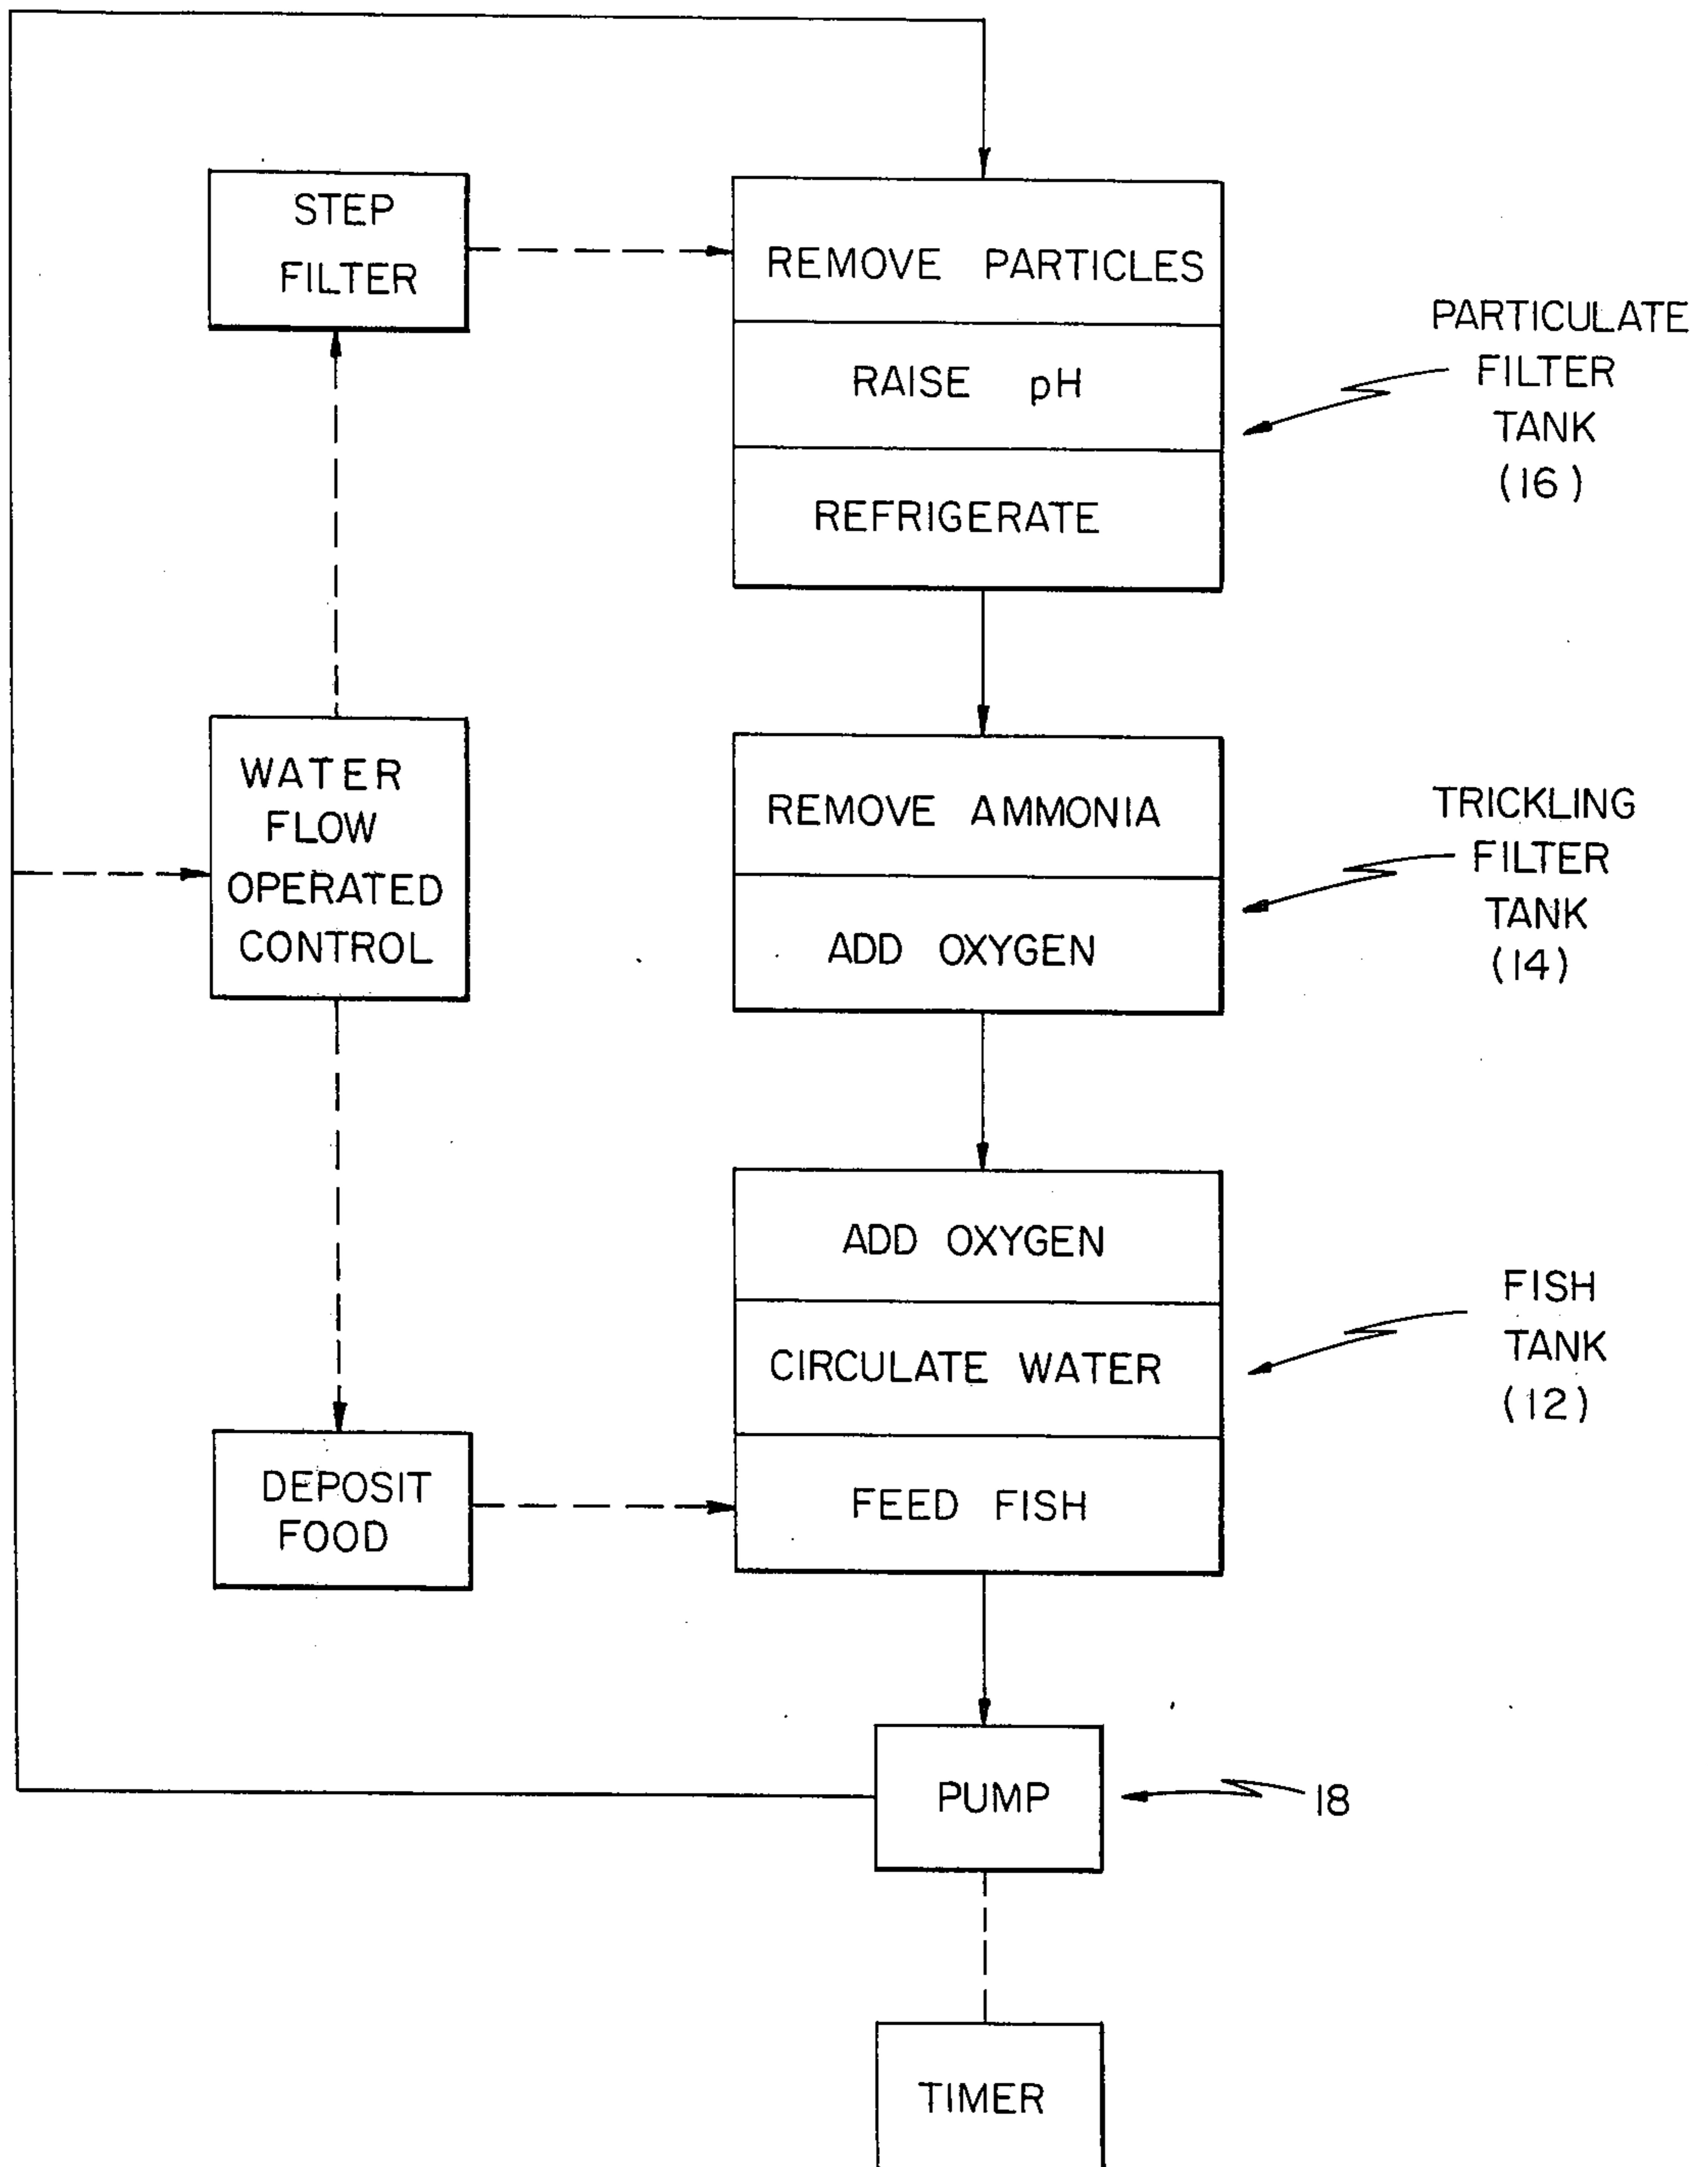 STEP
FILTER
REMOVE PARTICLES
RAISE pH
REFRIGERATE
PARTICULATE
FILTER
TANK
(16)
WATER
FLOW
OPERATED
CONTROL
REMOVE AMMONIA
ADD OXYGEN
TRICKLING
FILTER
TANK
(14)
ADD OXYGEN
CIRCULATE WATER
FEED FISH
FISH
TANK
(12)
DEPOSIT
FOOD
PUMP
18
TIMER